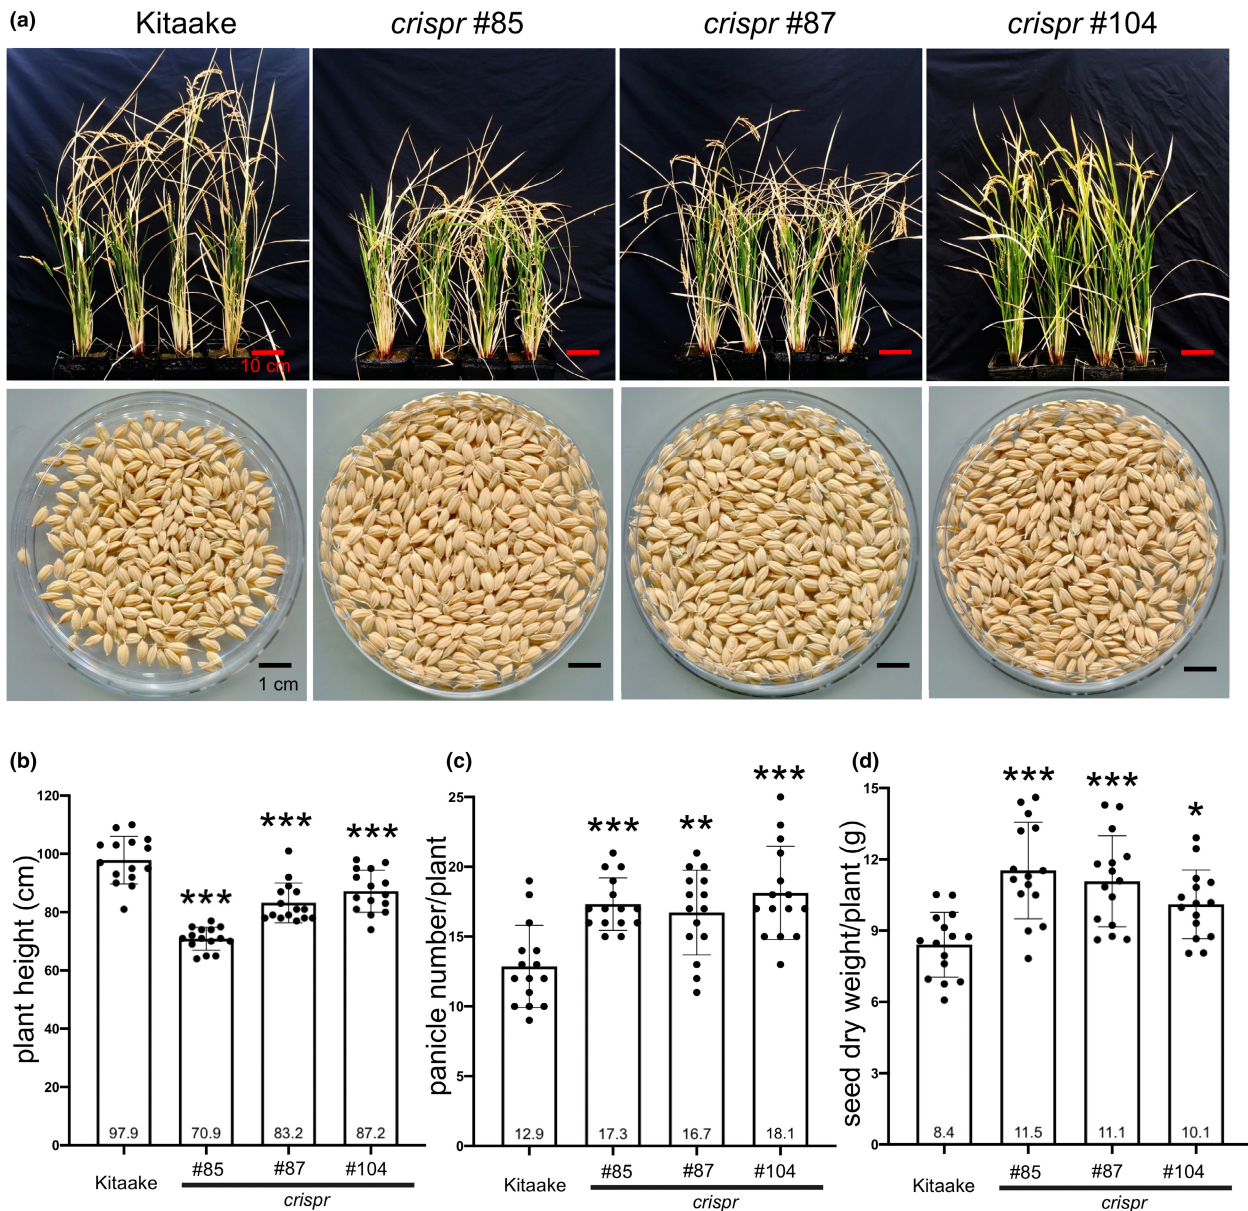 (a) Kitaake crispr #85 crispr #87 crispr #104
10 cm
1 cm
(b) (c) (d)
plant height (cm)
120
100
80
60
40
20
0
***
***
***
97.9 70.9 83.2 87.2
Kitaake #85 #87 #104
crispr
panicle number/plant
25
20
15
10
5
0
***
**
***
12.9 17.3 16.7 18.1
Kitaake #85 #87 #104
crispr
seed dry weight/plant (g)
15
12
9
6
3
0
***
***
*
8.4 11.5 11.1 10.1
Kitaake #85 #87 #104
crispr